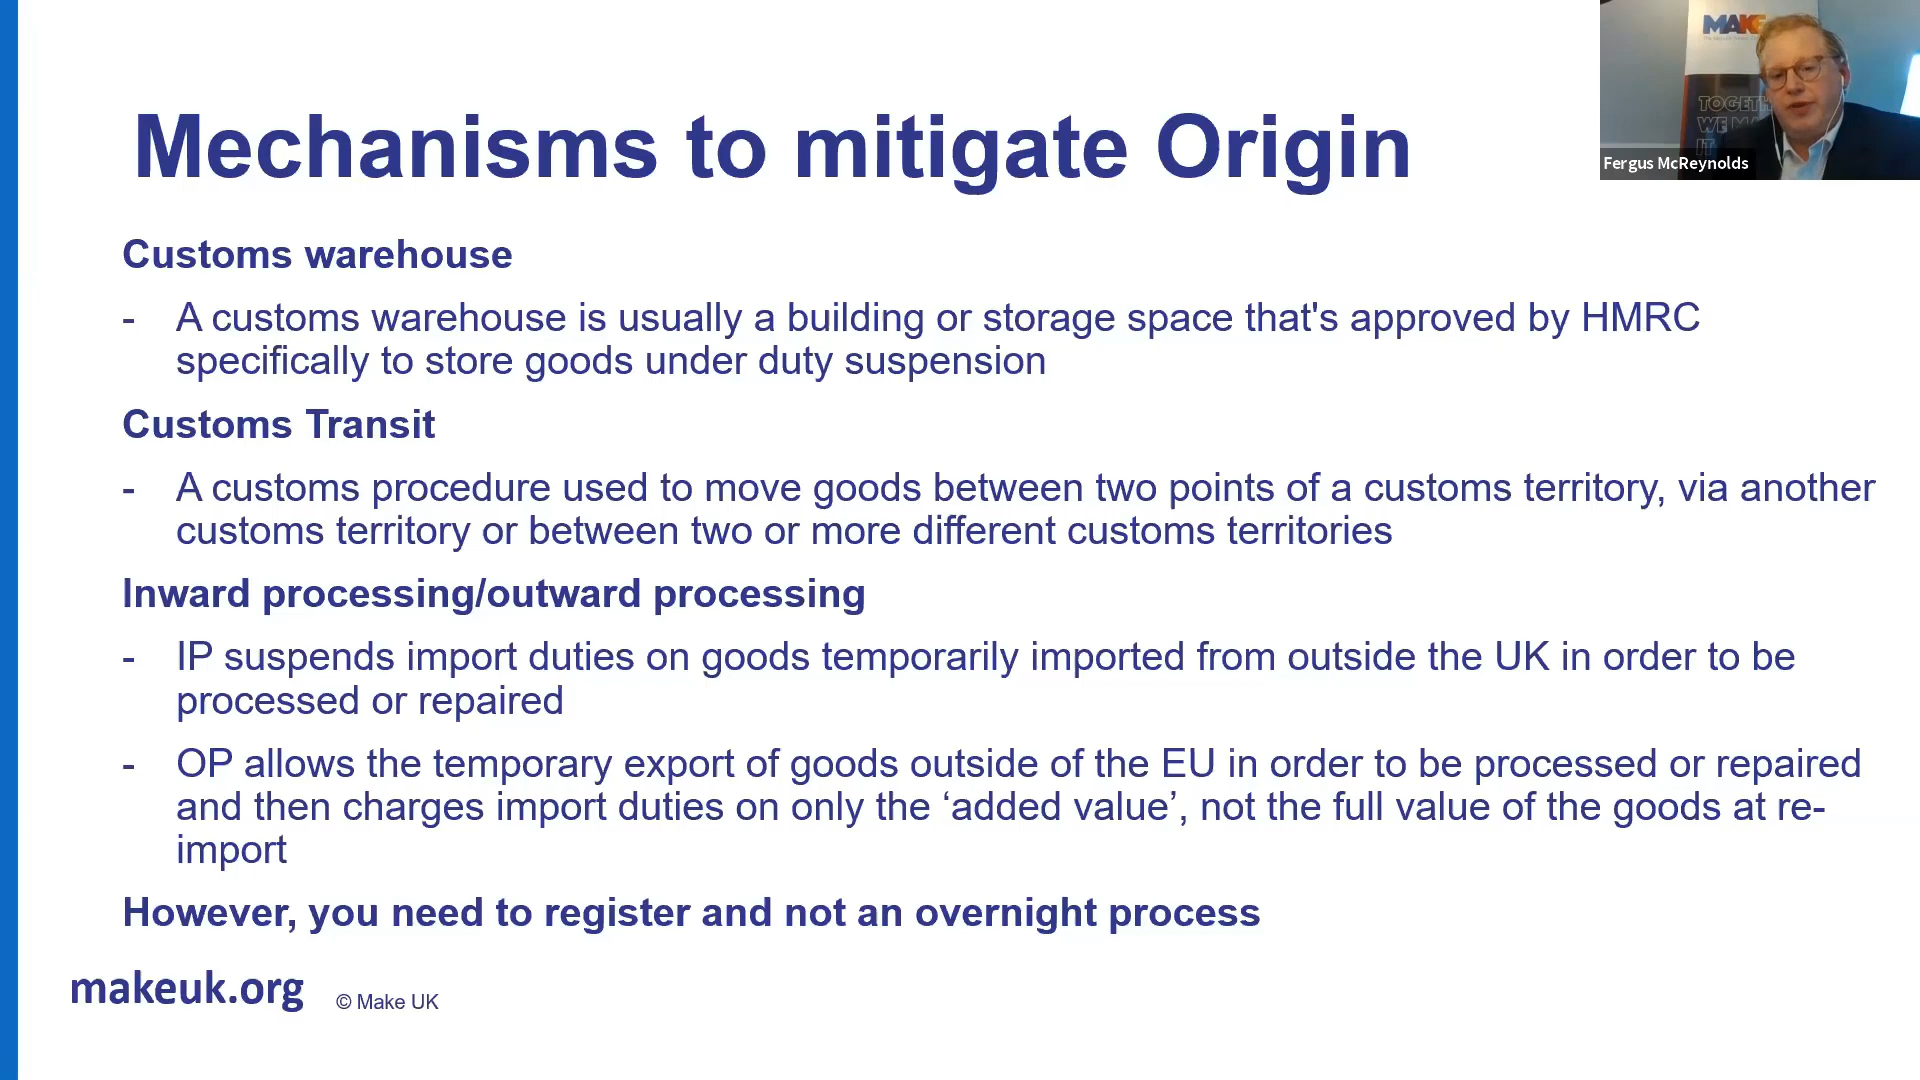 Mechanisms to mitigate Origin
MAKE
TOGETH
WE MA
IT
Fergus McReynolds
Customs warehouse
- A customs warehouse is usually a building or storage space that's approved by HMRC
specifically to store goods under duty suspension
Customs Transit
- A customs procedure used to move goods between two points of a customs territory, via another
customs territory or between two or more different customs territories
Inward processing/outward processing
- IP suspends import duties on goods temporarily imported from outside the UK in order to be
processed or repaired
- OP allows the temporary export of goods outside of the EU in order to be processed or repaired
and then charges import duties on only the ‘added value’, not the full value of the goods at re-
import
However, you need to register and not an overnight process
makeuk.org
© Make UK